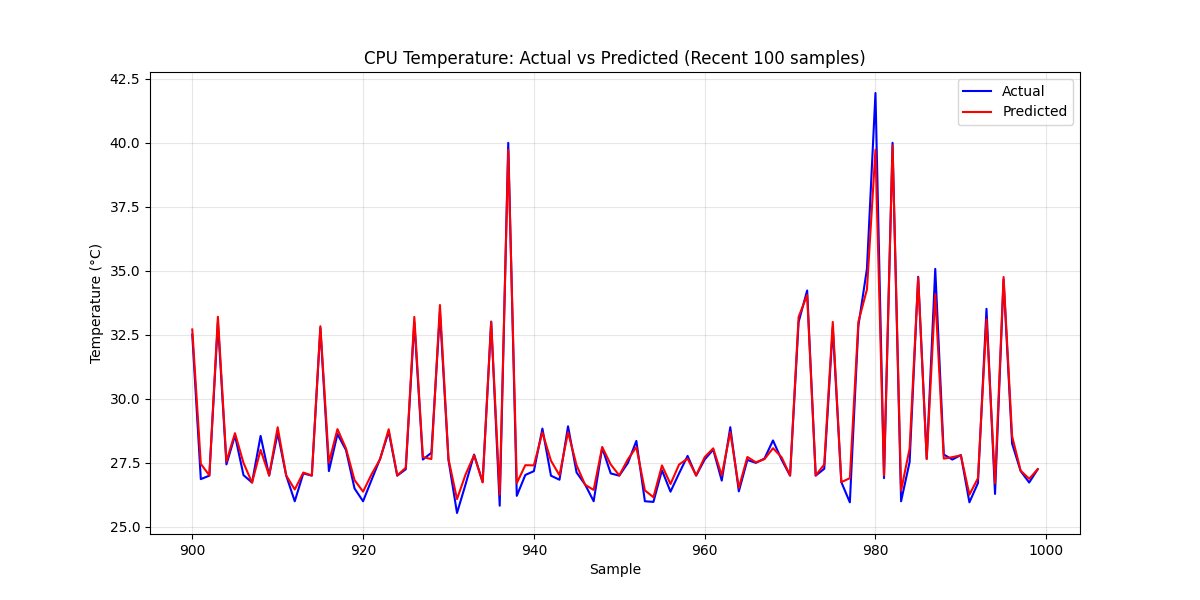 CPU Temperature: Actual vs Predicted (Recent 100 samples)
Actual
Predicted
42.5
40.0
37.5
35.0
32.5
30.0
27.5
25.0
Temperature (°C)
900 920 940 960 980 1000
Sample